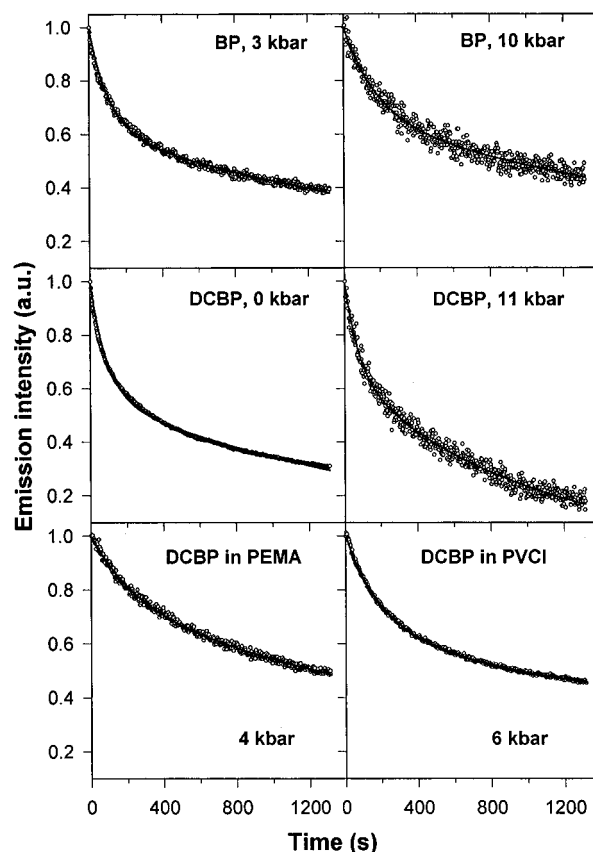 BP, 3 kbar
BP, 10 kbar
1.0
0.8
0.6
0.4
0.2
DCBP, 0 kbar
DCBP, 11 kbar
1.0
0.8
0.6
0.4
0.2
DCBP in PEMA
DCBP in PVCl
1.0
0.8
0.6
0.4
0.2
4 kbar
6 kbar
0 400 800 1200
0 400 800 1200
Emission intensity (a.u.)
Time (s)